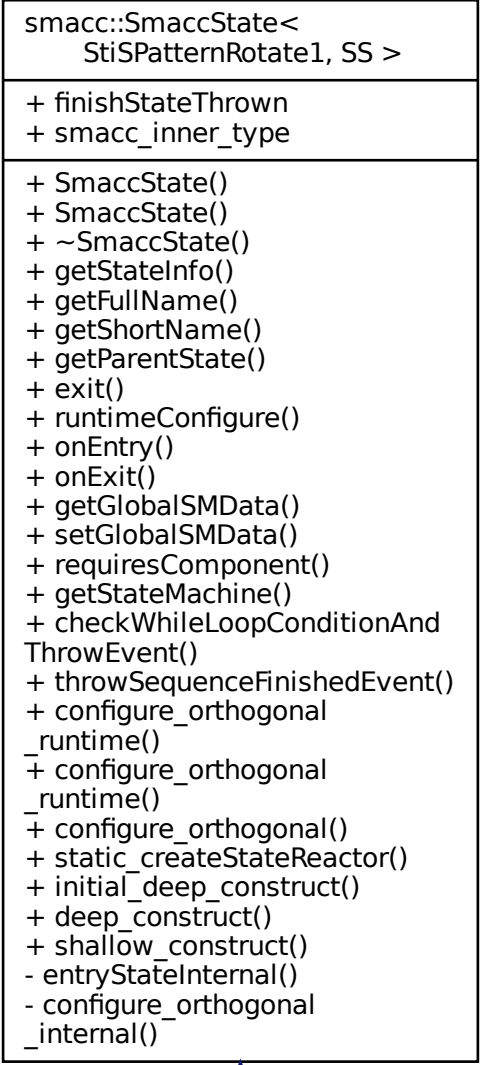 smacc::SmaccState<
StiSPatternRotate1, SS >
+ finishStateThrown
+ smacc_inner_type
+ SmaccState()
+ SmaccState()
+ ~SmaccState()
+ getStateInfo()
+ getFullName()
+ getShortName()
+ getParentState()
+ exit()
+ runtimeConfigure()
+ onEntry()
+ onExit()
+ getGlobalSMData()
+ setGlobalSMData()
+ requiresComponent()
+ getStateMachine()
+ checkWhileLoopConditionAnd
ThrowEvent()
+ throwSequenceFinishedEvent()
+ configure_orthogonal
_runtime()
+ configure_orthogonal
_runtime()
+ configure_orthogonal()
+ static_createStateReactor()
+ initial_deep_construct()
+ deep_construct()
+ shallow_construct()
- entryStateInternal()
- configure_orthogonal
_internal()